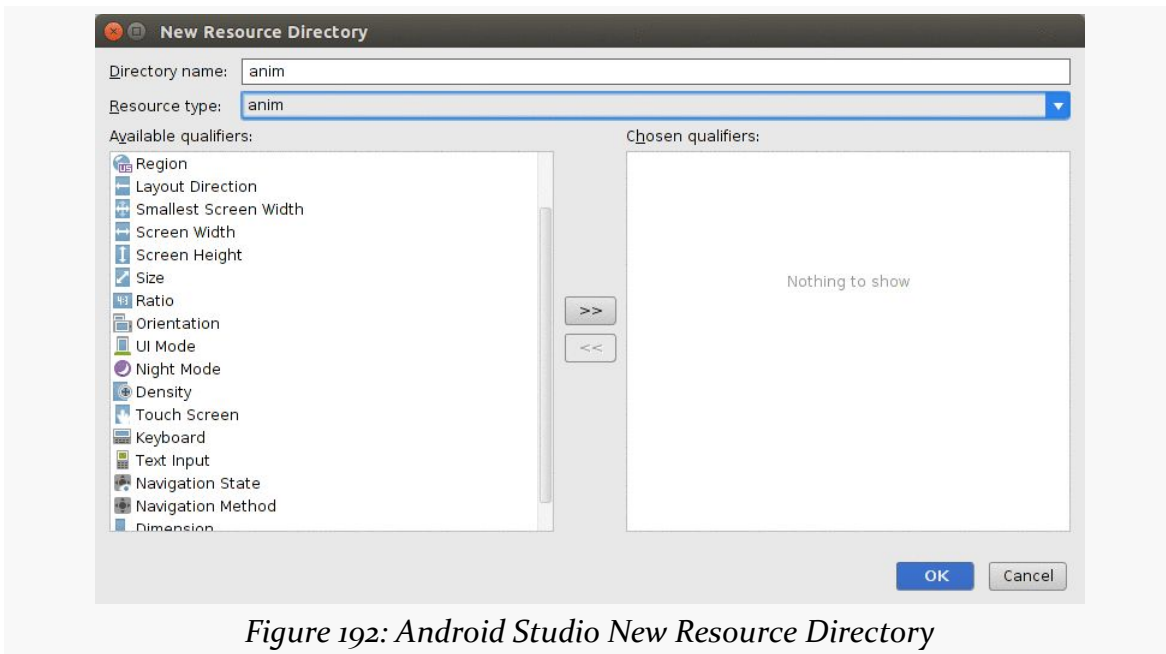 New Resource Directory
Directory name: anim
Resource type: anim
Available qualifiers:
Chosen qualifiers:
Region
Layout Direction
Smallest Screen Width
Screen Width
Screen Height
Size
Ratio
Orientation
UI Mode
Night Mode
Density
Touch Screen
Keyboard
Text Input
Navigation State
Navigation Method
Dimension
>>
<<
Nothing to show
OK Cancel
Figure 192: Android Studio New Resource Directory